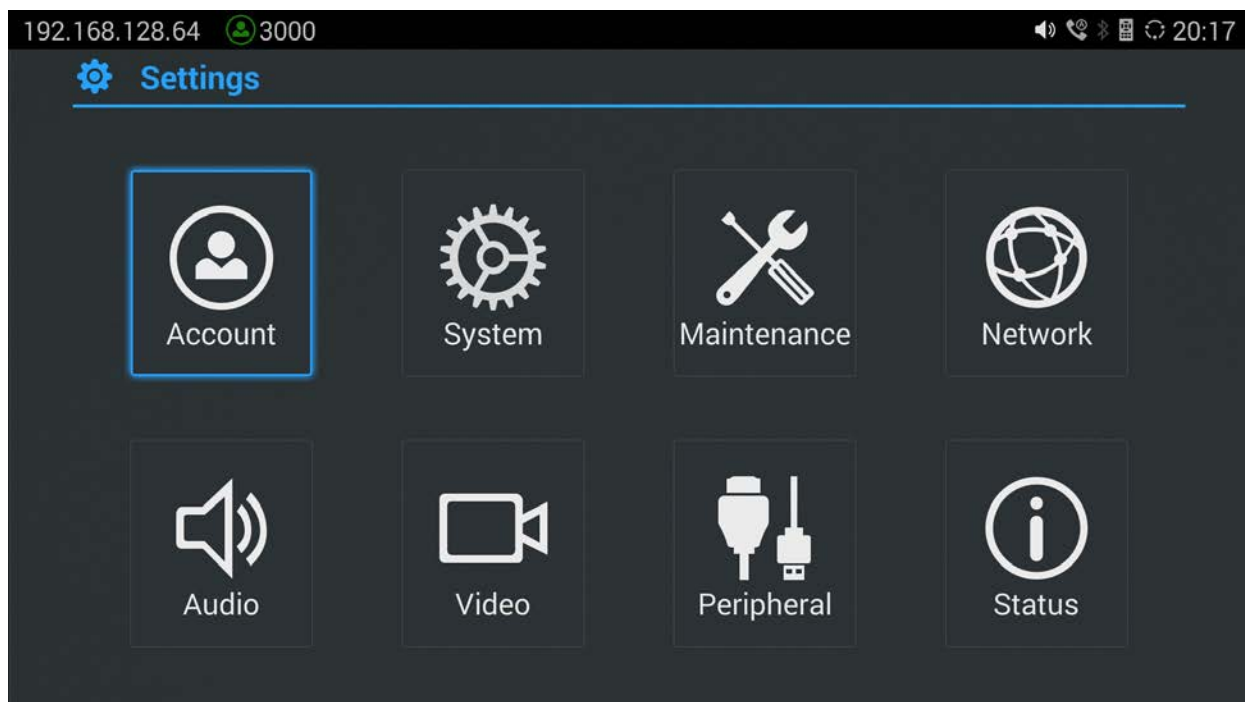 192.168.128.64 3000 20:17
Settings
Account System Maintenance Network
Audio Video Peripheral Status